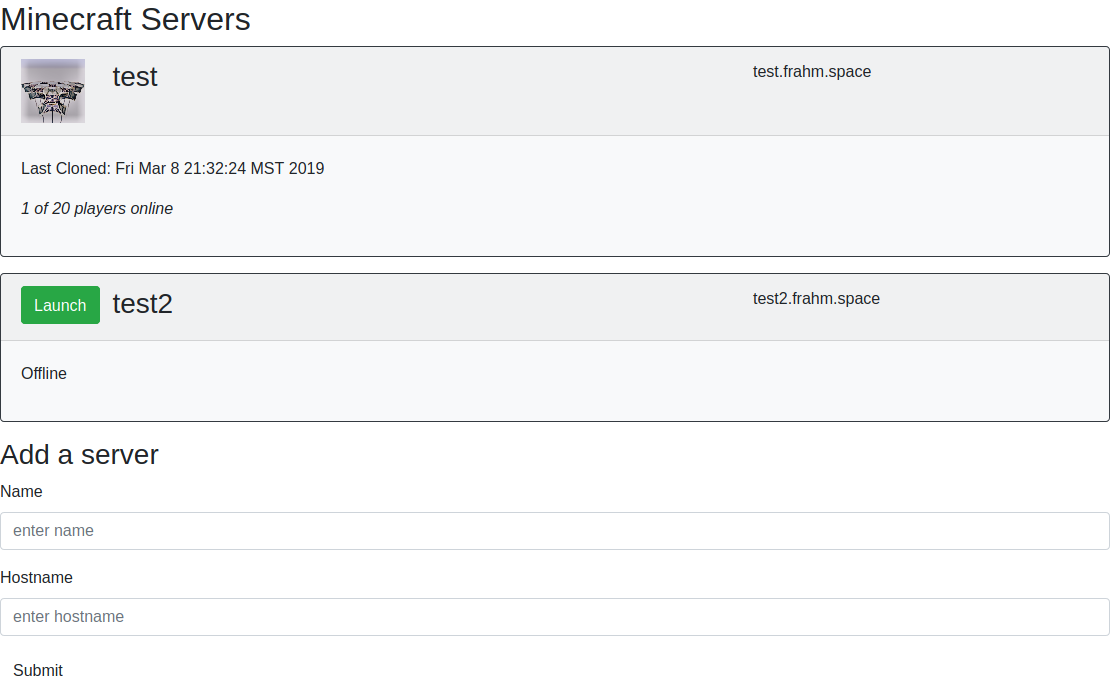 Minecraft Servers
test
test.frahm.space
Last Cloned: Fri Mar 8 21:32:24 MST 2019
1 of 20 players online
Launch
test2
test2.frahm.space
Offline
Add a server
Name
enter name
Hostname
enter hostname
Submit